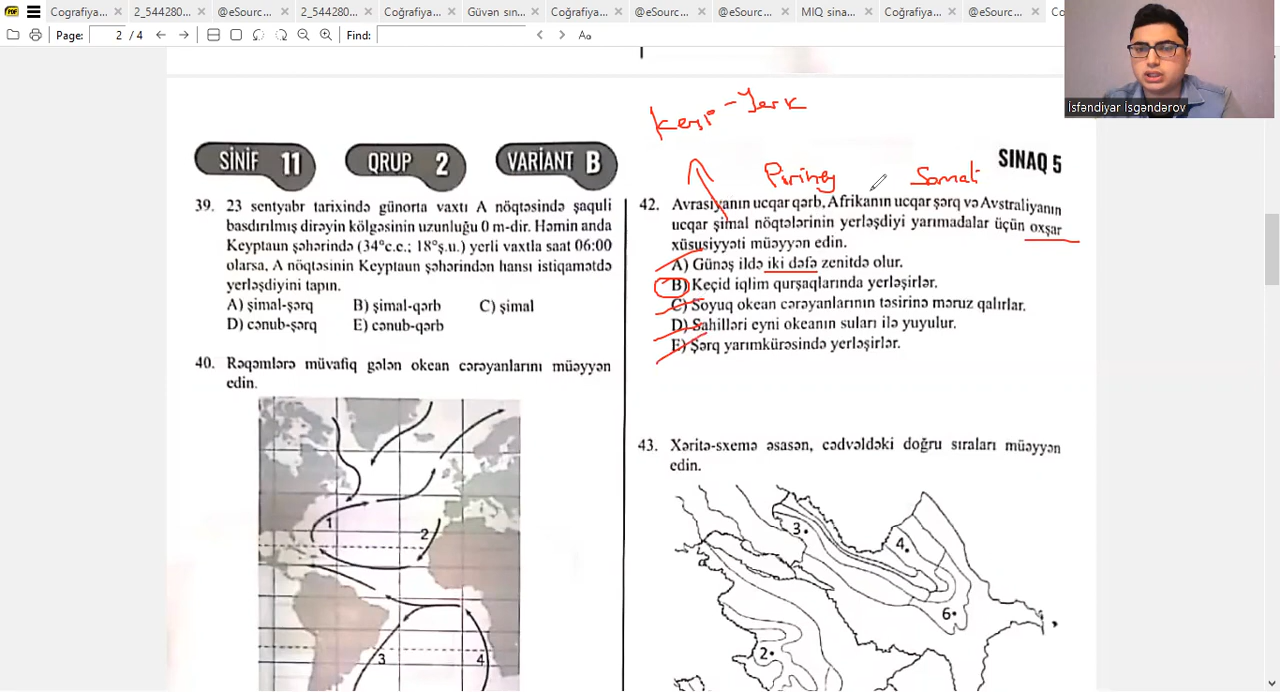 Coğrafiya...
2_544280...
@eSourc...
2_544280...
Coğrafiya...
Güvən sın...
Coğrafiya...
@eSourc...
@eSourc...
MIQ sina...
Coğrafiya...
@eSourc...
Co
Page: 2 / 4
Find:
Aa
İsfəndiyar İsgəndərov
SİNİF 11
QRUP 2
VARİANT B
SINAQ 5
Piriney
Somali
39. 23 sentyabr tarixində günorta vaxtı A nöqtəsində şaquli
basdırılmış dirəyin kölgəsinin uzunluğu 0 m-dir. Həmin anda
Keyptaun şəhərində (34°c.e.; 18°ş.u.) yerli vaxtla saat 06:00
olarsa, A nöqtəsinin Keyptaun şəhərindən hansı istiqamətdə
yerləşdiyini tapın.
A) şimal-şərq B) şimal-qərb C) şimal
D) cənub-şərq E) cənub-qərb
40. Rəqəmlərə müvafiq gələn okean cərəyanlarını müəyyən
edin.
1
2
3
4
42. Avrasiyanın ucqar qərb, Afrikanın ucqar şərq və Avstraliyanın
ucqar şimal nöqtələrinin yerləşdiyi yarımadalar üçün oxşar
xüsusiyyəti müəyyən edin.
A) Günəş ildə iki dəfə zenitdə olur.
B) Keçid iqlim qurşaqlarında yerləşirlər.
C) Soyuq okean cərəyanlarının təsirinə məruz qalırlar.
D) Sahilləri eyni okeanın suları ilə yuyulur.
E) Şərq yarımkürəsində yerləşirlər.
43. Xəritə-sxemə əsasən, cədvəldəki doğru sıraları müəyyən
edin.
3
4
6
2